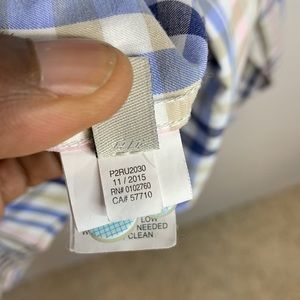 P2RU2030
11 / 2015
RN# 0102760
CA# 57710
LOW
NEEDED
CLEAN